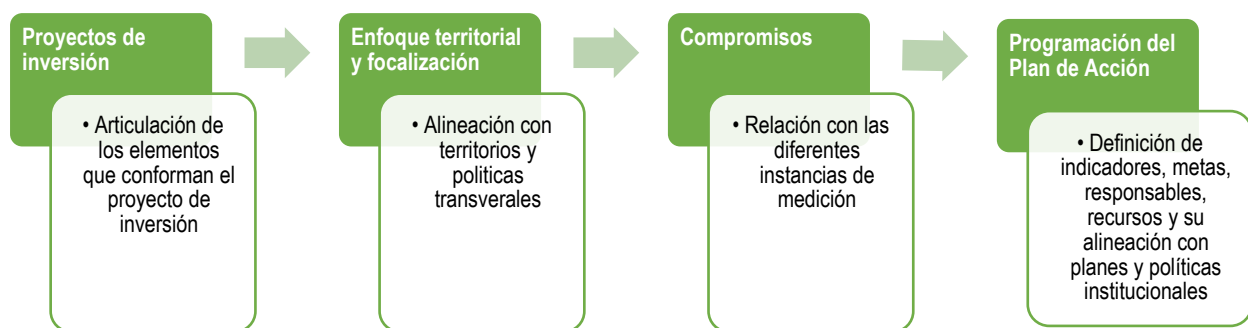 Proyectos de
inversión
• Articulación de
los elementos
que conforman el
proyecto de
inversión
Enfoque territorial
y focalización
• Alineación con
territorios y
politicas
transverales
Compromisos
• Relación con las
diferentes
instancias de
medición
Programación del
Plan de Acción
• Definición de
indicadores, metas,
responsables,
recursos y su
alineación con
planes y políticas
institucionales